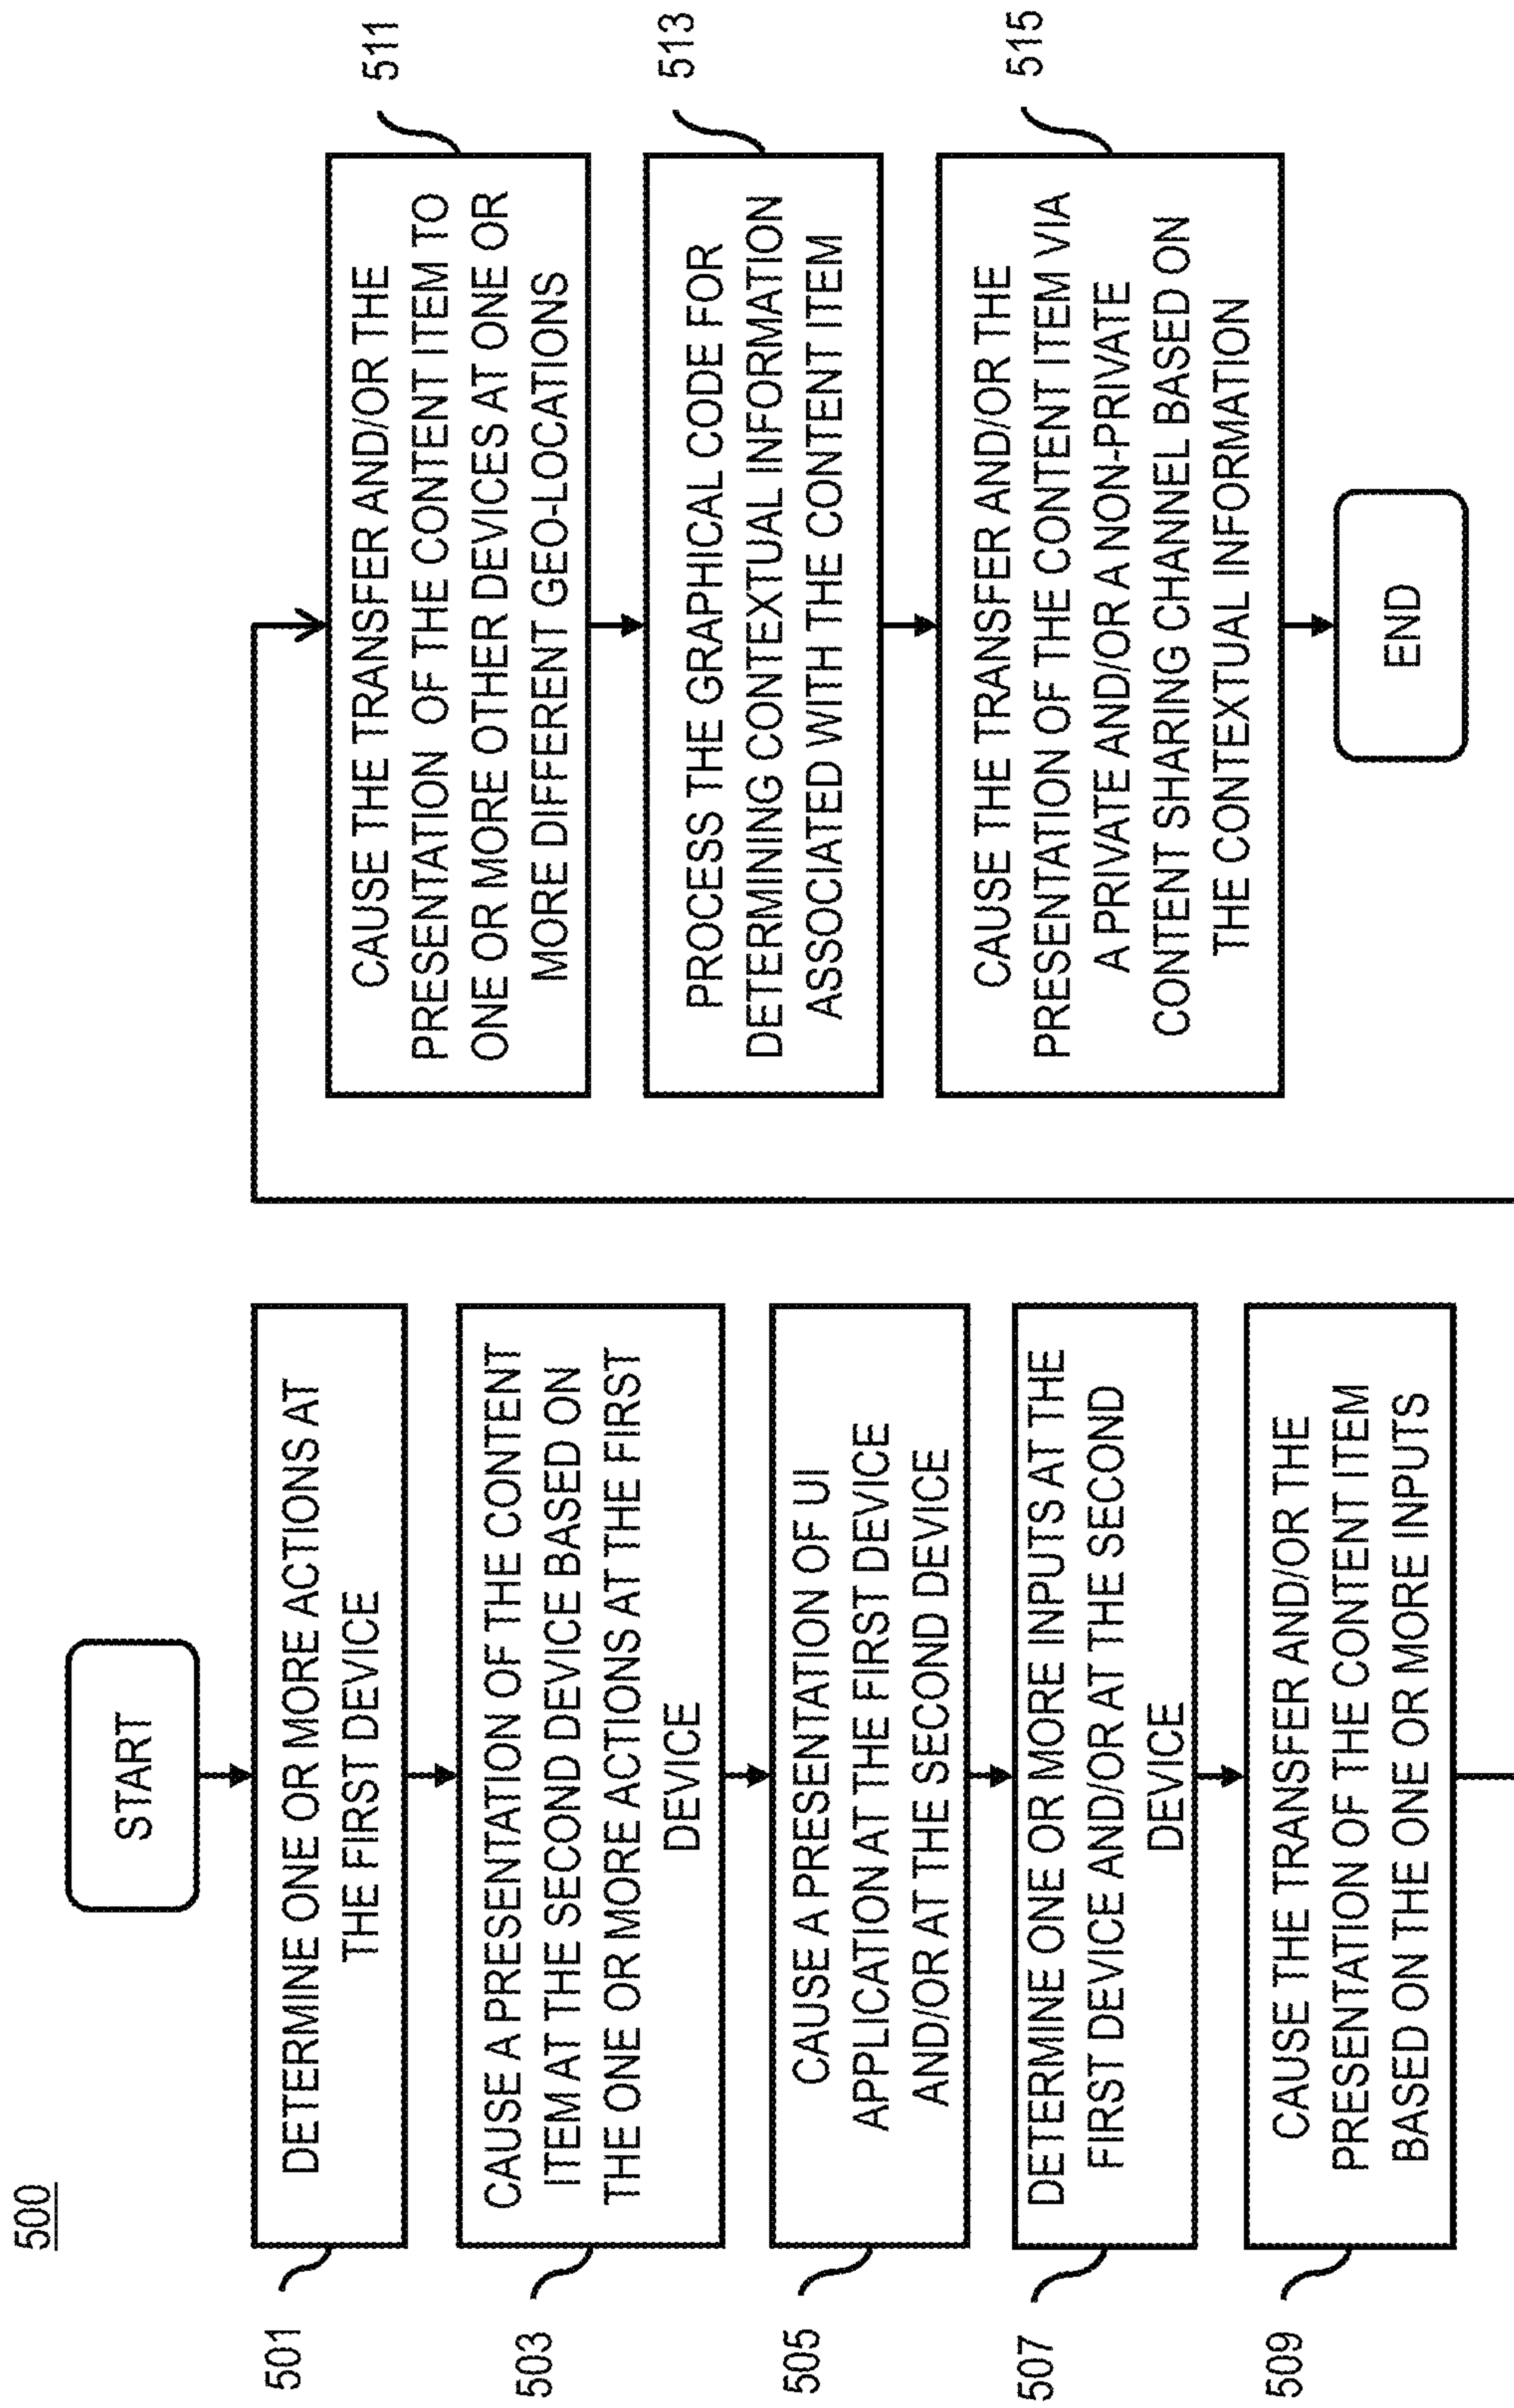 500
START
501
DETERMINE ONE OR MORE ACTIONS AT
THE FIRST DEVICE
503
CAUSE A PRESENTATION OF THE CONTENT
ITEM AT THE SECOND DEVICE BASED ON
THE ONE OR MORE ACTIONS AT THE FIRST
DEVICE
505
CAUSE A PRESENTATION OF UI
APPLICATION AT THE FIRST DEVICE
AND/OR AT THE SECOND DEVICE
507
DETERMINE ONE OR MORE INPUTS AT THE
FIRST DEVICE AND/OR AT THE SECOND
DEVICE
509
CAUSE THE TRANSFER AND/OR THE
PRESENTATION OF THE CONTENT ITEM
BASED ON THE ONE OR MORE INPUTS
511
CAUSE THE TRANSFER AND/OR THE
PRESENTATION OF THE CONTENT ITEM TO
ONE OR MORE OTHER DEVICES AT ONE OR
MORE DIFFERENT GEO-LOCATIONS
513
PROCESS THE GRAPHICAL CODE FOR
DETERMINING CONTEXTUAL INFORMATION
ASSOCIATED WITH THE CONTENT ITEM
515
CAUSE THE TRANSFER AND/OR THE
PRESENTATION OF THE CONTENT ITEM VIA
A PRIVATE AND/OR A NON-PRIVATE
CONTENT SHARING CHANNEL BASED ON
THE CONTEXTUAL INFORMATION
END